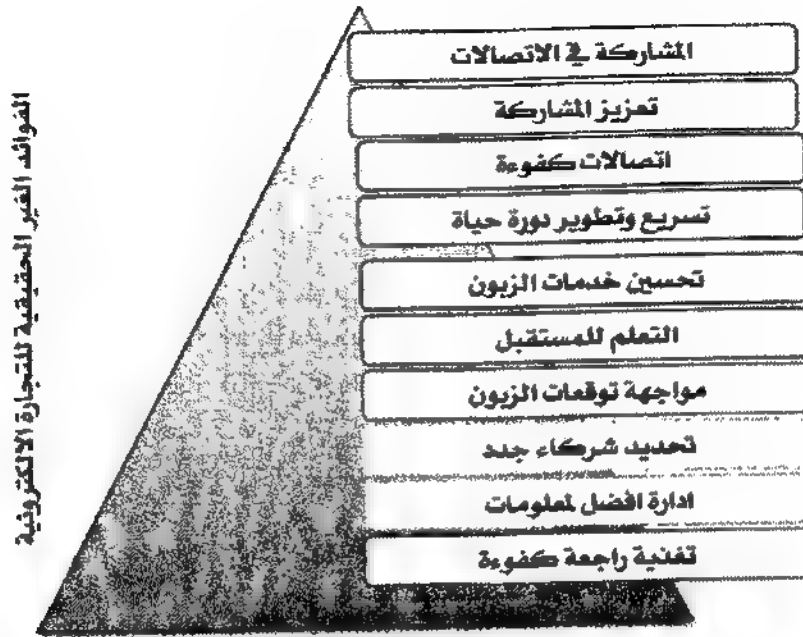 المشاركة في الاتصالات
تعزيز المشاركة
اتصالات كفوءة
تسريع وتطوير دورة حياة
تحسين خدمات الزبون
التعلم للمستقبل
مواجهة توقعات الزبون
تحديد شركاء جدد
ادارة افضل لمعلومات
تغذية راجعة كفوءة
الفوائد الغير الحقيقية للتجارة الالكترونية